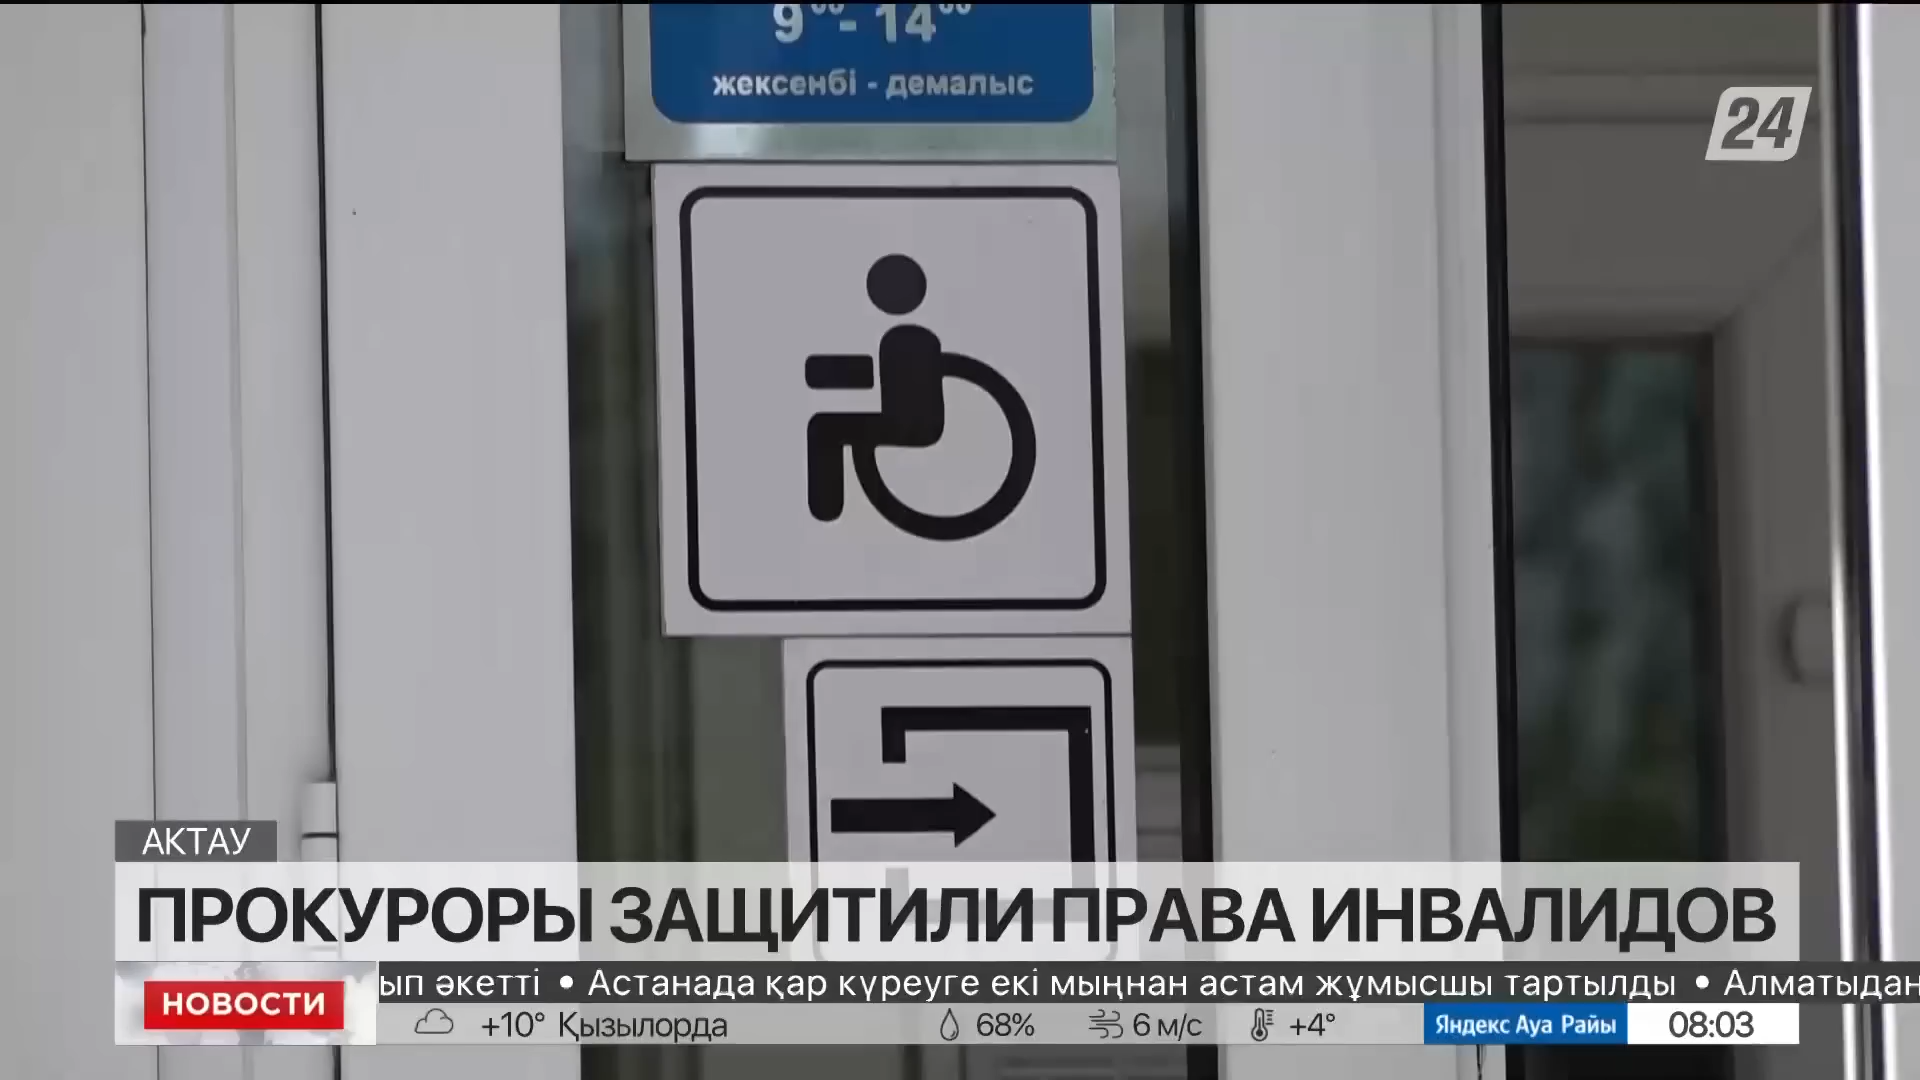 9⁰⁰ - 14⁰⁰
жексенбі - демалыс
24
АКТАУ
ПРОКУРОРЫ ЗАЩИТИЛИ ПРАВА ИНВАЛИДОВ
НОВОСТИ
ып әкетті • Астанада қар күреуге екі мыңнан астам жұмысшы тартылды • Алматыдан
+10° Қызылорда 68% 6 м/с +4° Яндекс Ауа Райы 08:03